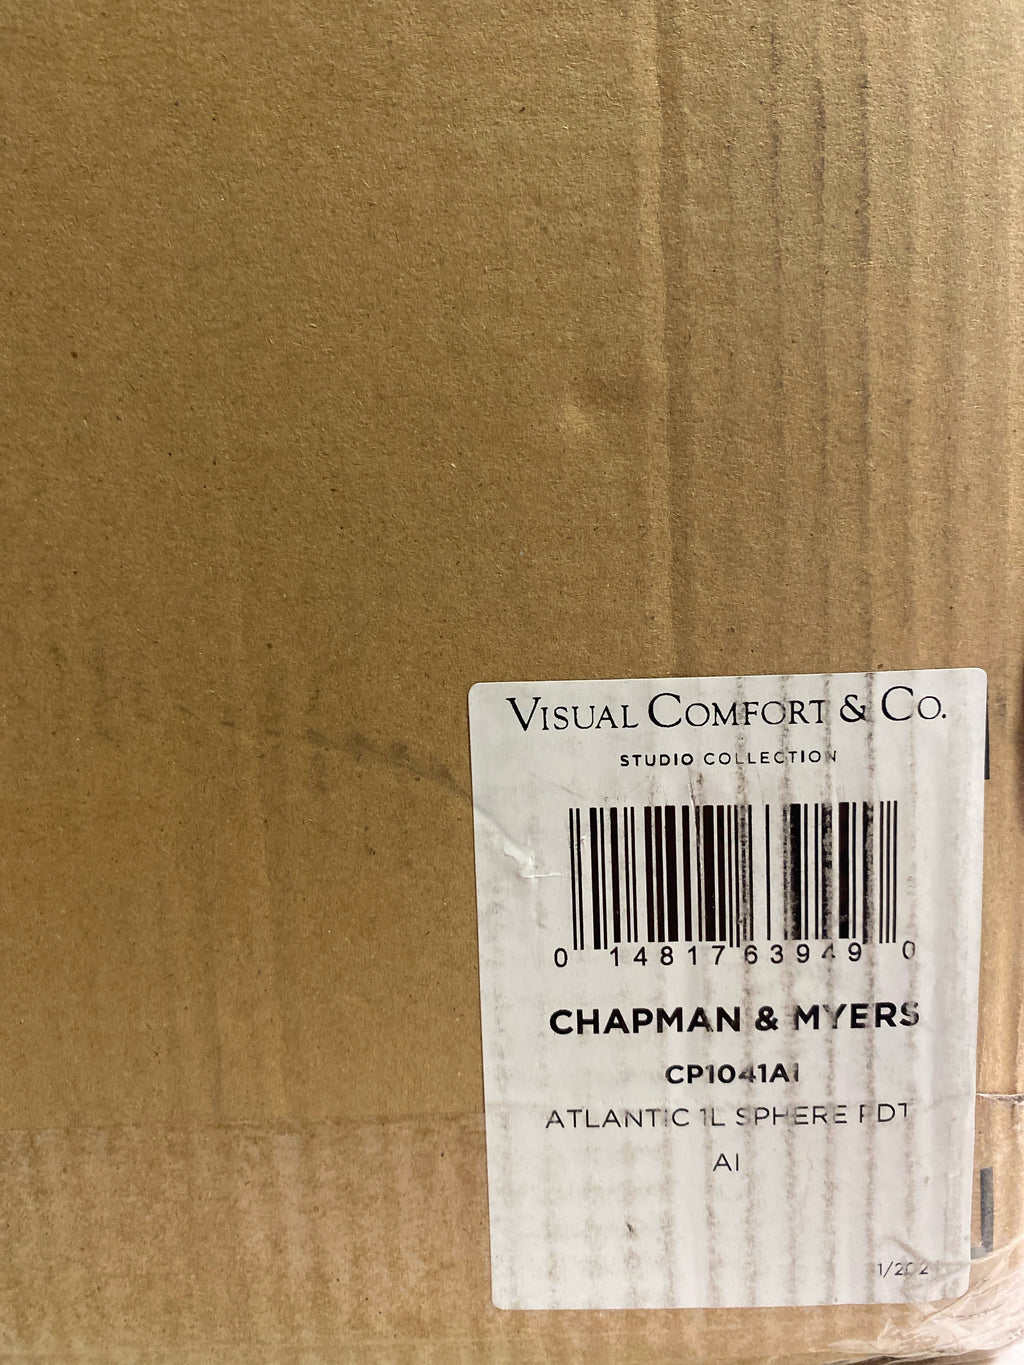 VISUAL COMFORT & CO.
STUDIO COLLECTION
0 14817 63949 0
CHAPMAN & MYERS
CP1041AI
ATLANTIC 1L SPHERE PDT
AI